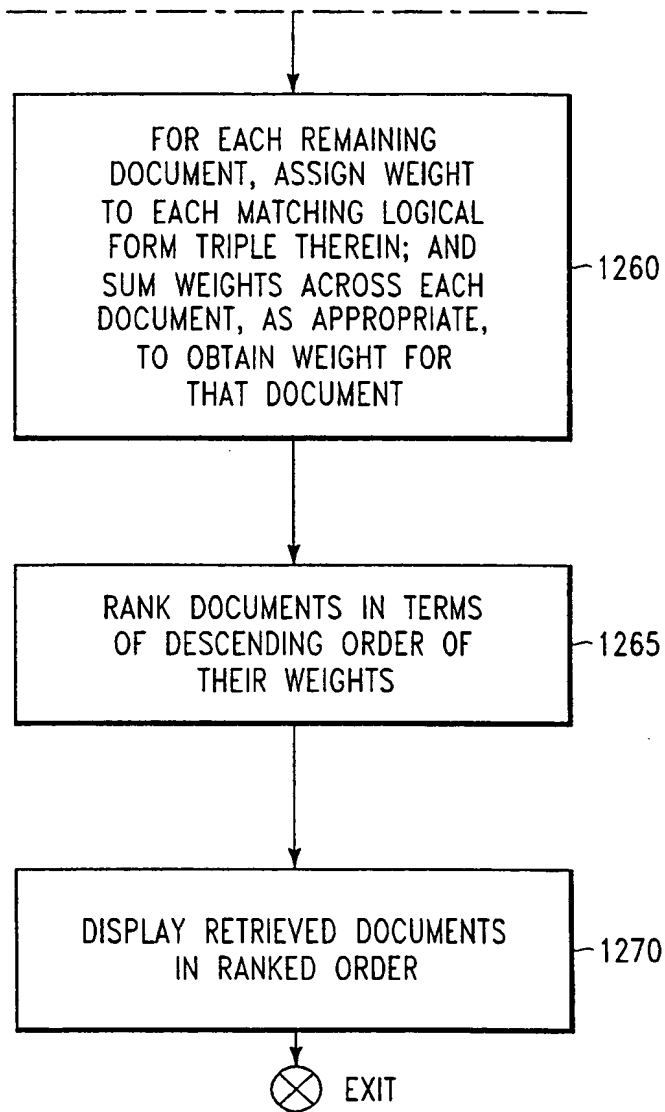 FOR EACH REMAINING
DOCUMENT, ASSIGN WEIGHT
TO EACH MATCHING LOGICAL
FORM TRIPLE THEREIN; AND
SUM WEIGHTS ACROSS EACH
DOCUMENT, AS APPROPRIATE,
TO OBTAIN WEIGHT FOR
THAT DOCUMENT
1260
RANK DOCUMENTS IN TERMS
OF DESCENDING ORDER OF
THEIR WEIGHTS
1265
DISPLAY RETRIEVED DOCUMENTS
IN RANKED ORDER
1270
EXIT